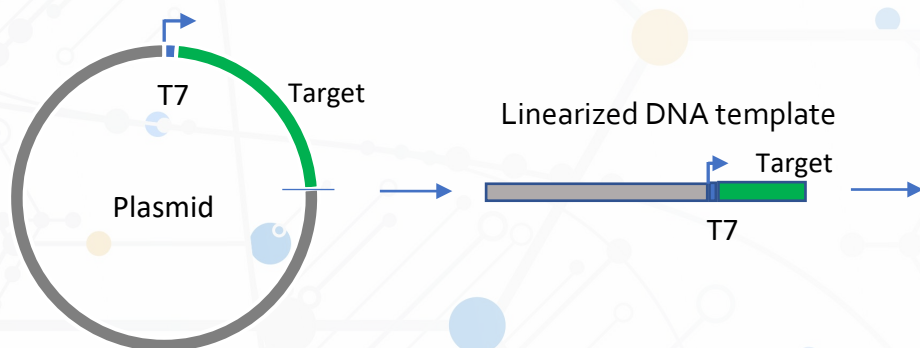 T7
Target
Plasmid
Linearized DNA template
Target
T7